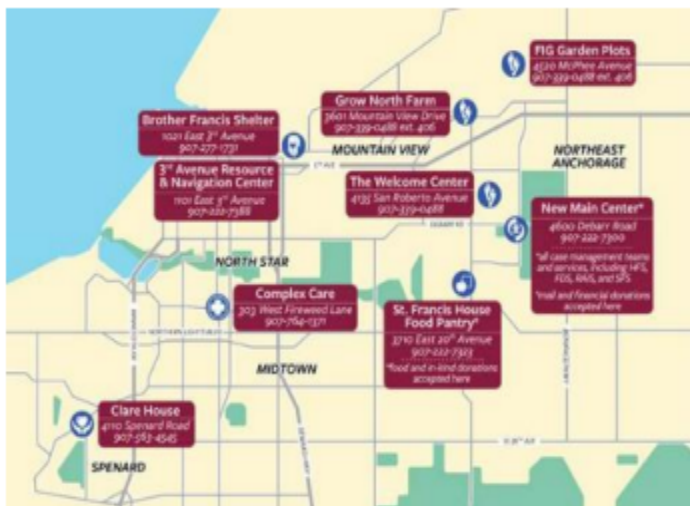 FIG Garden Plots
4520 McPhee Avenue
907-339-0488 ext. 406
Grow North Farm
3601 Mountain View Drive
907-339-0488 ext. 406
Brother Francis Shelter
1021 East 3rd Avenue
907-277-1731
MOUNTAIN VIEW
NORTHEAST
ANCHORAGE
3rd Avenue Resource
& Navigation Center
1101 East 3rd Avenue
907-222-7388
The Welcome Center
4135 San Roberto Avenue
907-339-0488
New Main Center*
4600 Debarr Road
907-222-7300
*all case management teams
and services, including HFS,
FDS, RAIS, and SFS
*mail and financial donations
accepted here
DEBARR RD
NORTH STAR
Complex Care
303 West Fireweed Lane
907-764-1371
St. Francis House
Food Pantry*
3710 East 20th Avenue
907-222-7323
*food and in-kind donations
accepted here
MIDTOWN
Clare House
4110 Spenard Road
907-563-4545
SPENARD